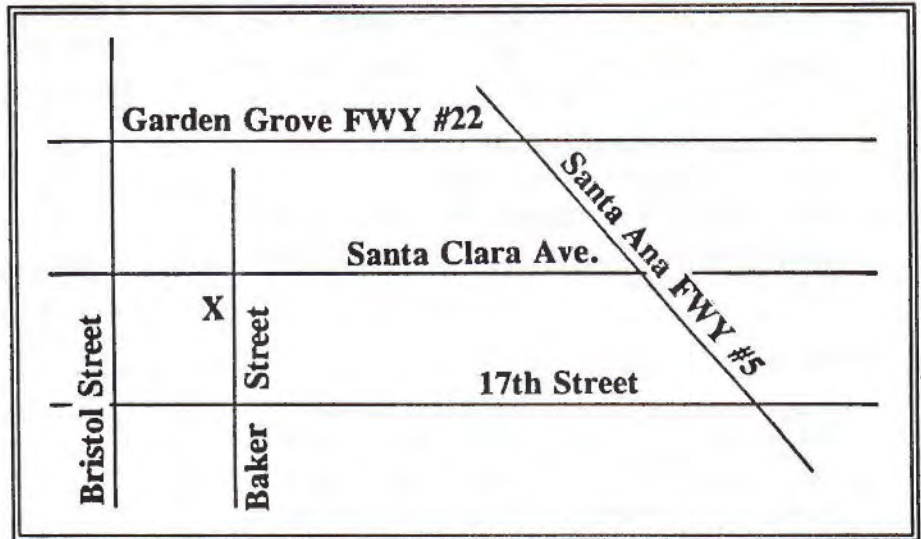 Garden Grove FWY #22
Santa Ana FWY #5
Santa Clara Ave.
X
17th Street
Bristol Street
Baker Street